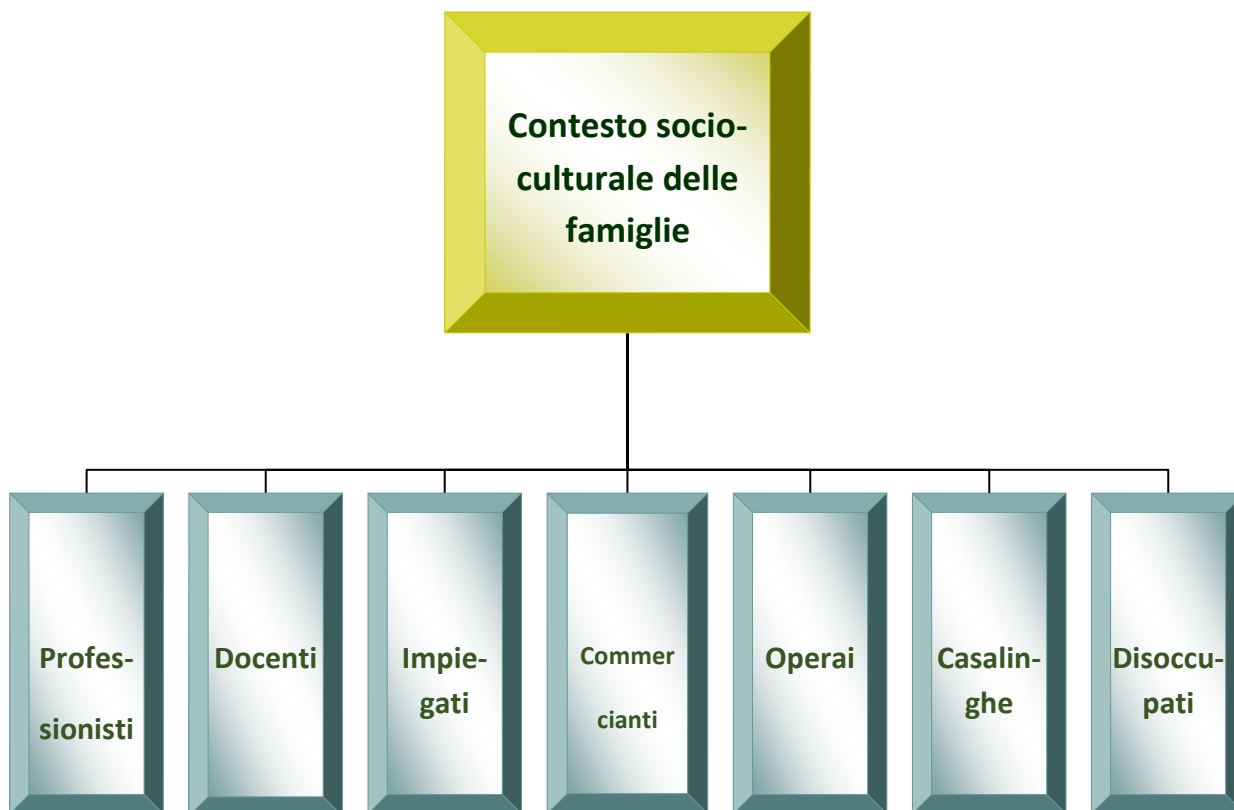 Contesto socio-
culturale delle
famiglie
Profes-
sionisti
Docenti
Impie-
gati
Commer
cianti
Operai
Casalin-
ghe
Disoccu-
pati